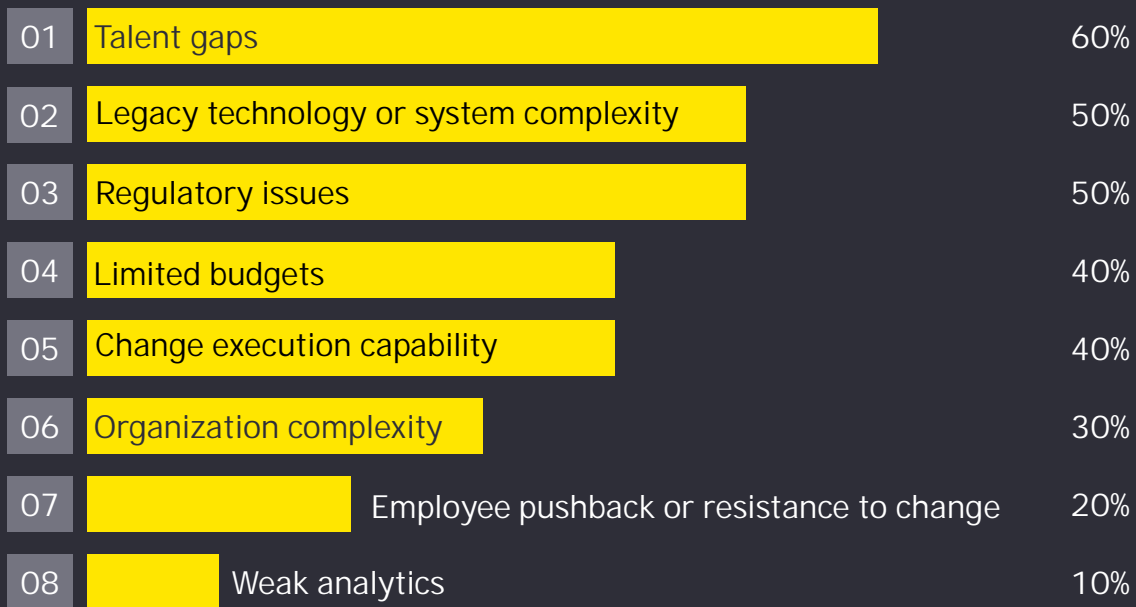 01 Talent gaps 60%
02 Legacy technology or system complexity 50%
03 Regulatory issues 50%
04 Limited budgets 40%
05 Change execution capability 40%
06 Organization complexity 30%
07 Employee pushback or resistance to change 20%
08 Weak analytics 10%